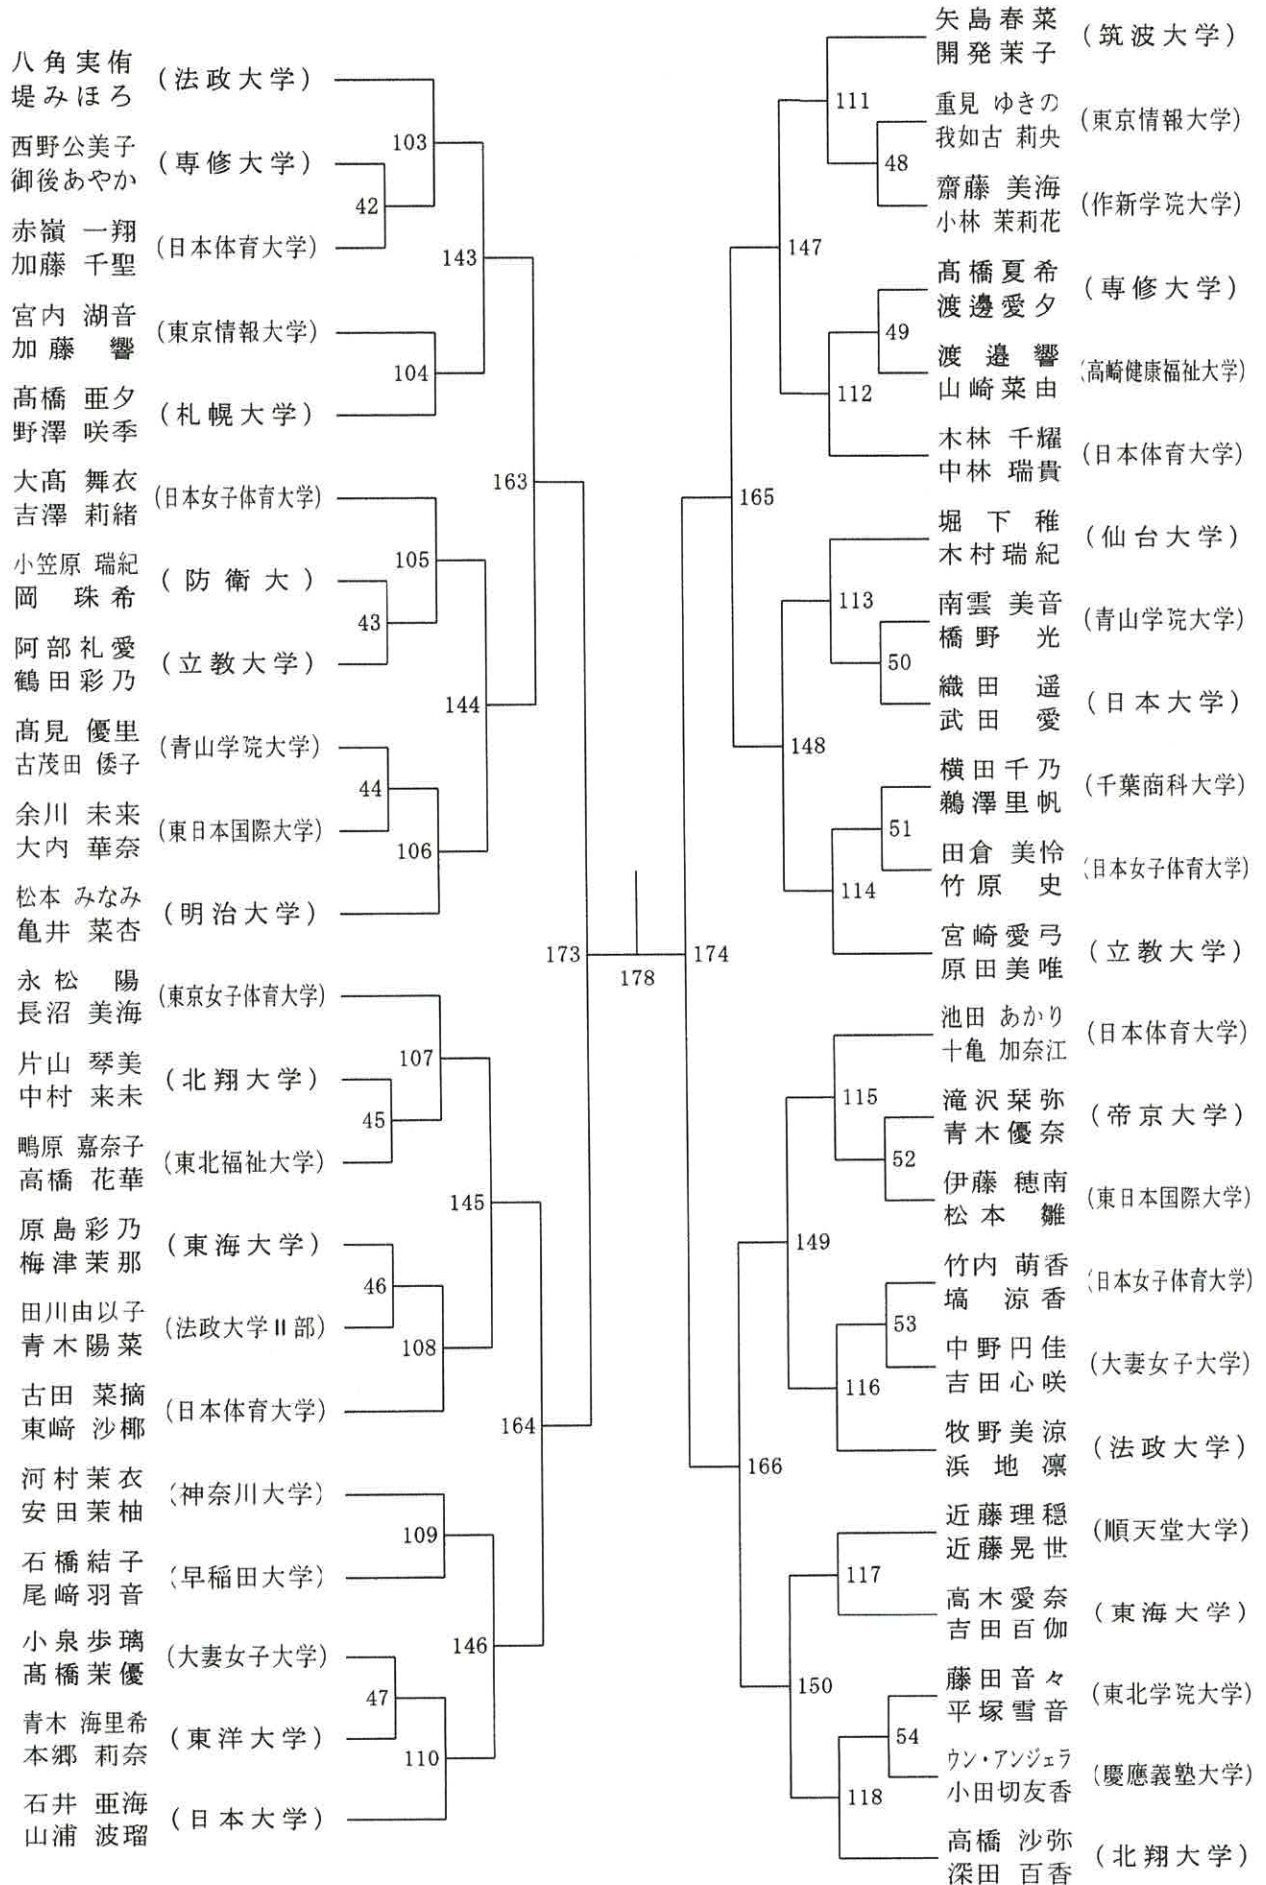 八角実侑
堤みほろ
(法政大学)
西野公美子
御後あやか
(専修大学)
赤嶺 一翔
加藤 千聖
(日本体育大学)
宮内 湖音
加藤 響
(東京情報大学)
髙橋 亜夕
野澤 咲季
(札幌大学)
大髙 舞衣
吉澤 莉緒
(日本女子体育大学)
小笠原 瑞紀
岡 珠希
(防衛大)
阿部礼愛
鶴田彩乃
(立教大学)
髙見 優里
古茂田 倭子
(青山学院大学)
余川 未来
大内 華奈
(東日本国際大学)
松本 みなみ
亀井 菜杏
(明治大学)
永松 陽
長沼 美海
(東京女子体育大学)
片山 琴美
中村 来未
(北翔大学)
鴫原 嘉奈子
高橋 花華
(東北福祉大学)
原島彩乃
梅津茉那
(東海大学)
田川由以子
青木陽菜
(法政大学Ⅱ部)
古田 菜摘
東﨑 沙椰
(日本体育大学)
河村茉衣
安田茉柚
(神奈川大学)
石橋結子
尾﨑羽音
(早稲田大学)
小泉歩璃
髙橋茉優
(大妻女子大学)
青木 海里希
本郷 莉奈
(東洋大学)
石井 亜海
山浦 波瑠
(日本大学)
103
42
143
104
163
105
43
144
44
106
173
107
45
145
46
108
164
109
146
47
110
178
174
矢島春菜
開発茉子
(筑波大学)
重見 ゆきの
我如古 莉央
(東京情報大学)
齋藤 美海
小林 茉莉花
(作新学院大学)
髙橋夏希
渡邊愛夕
(専修大学)
渡邉響
山崎菜由
(高崎健康福祉大学)
木林 千耀
中林 瑞貴
(日本体育大学)
堀下稚
木村瑞紀
(仙台大学)
南雲 美音
橋野 光
(青山学院大学)
織田 遥
武田 愛
(日本大学)
横田千乃
鵜澤里帆
(千葉商科大学)
田倉 美怜
竹原 史
(日本女子体育大学)
宮崎愛弓
原田美唯
(立教大学)
池田 あかり
十亀 加奈江
(日本体育大学)
滝沢栞弥
青木優奈
(帝京大学)
伊藤 穂南
松本 雛
(東日本国際大学)
竹内 萌香
塙 涼香
(日本女子体育大学)
中野円佳
吉田心咲
(大妻女子大学)
牧野美涼
浜地凛
(法政大学)
近藤理穏
近藤晃世
(順天堂大学)
高木愛奈
吉田百伽
(東海大学)
藤田音々
平塚雪音
(東北学院大学)
ウン・アンジェラ
小田切友香
(慶應義塾大学)
高橋 沙弥
深田 百香
(北翔大学)
111
48
147
49
112
165
113
50
148
51
114
115
52
149
53
116
166
117
150
54
118